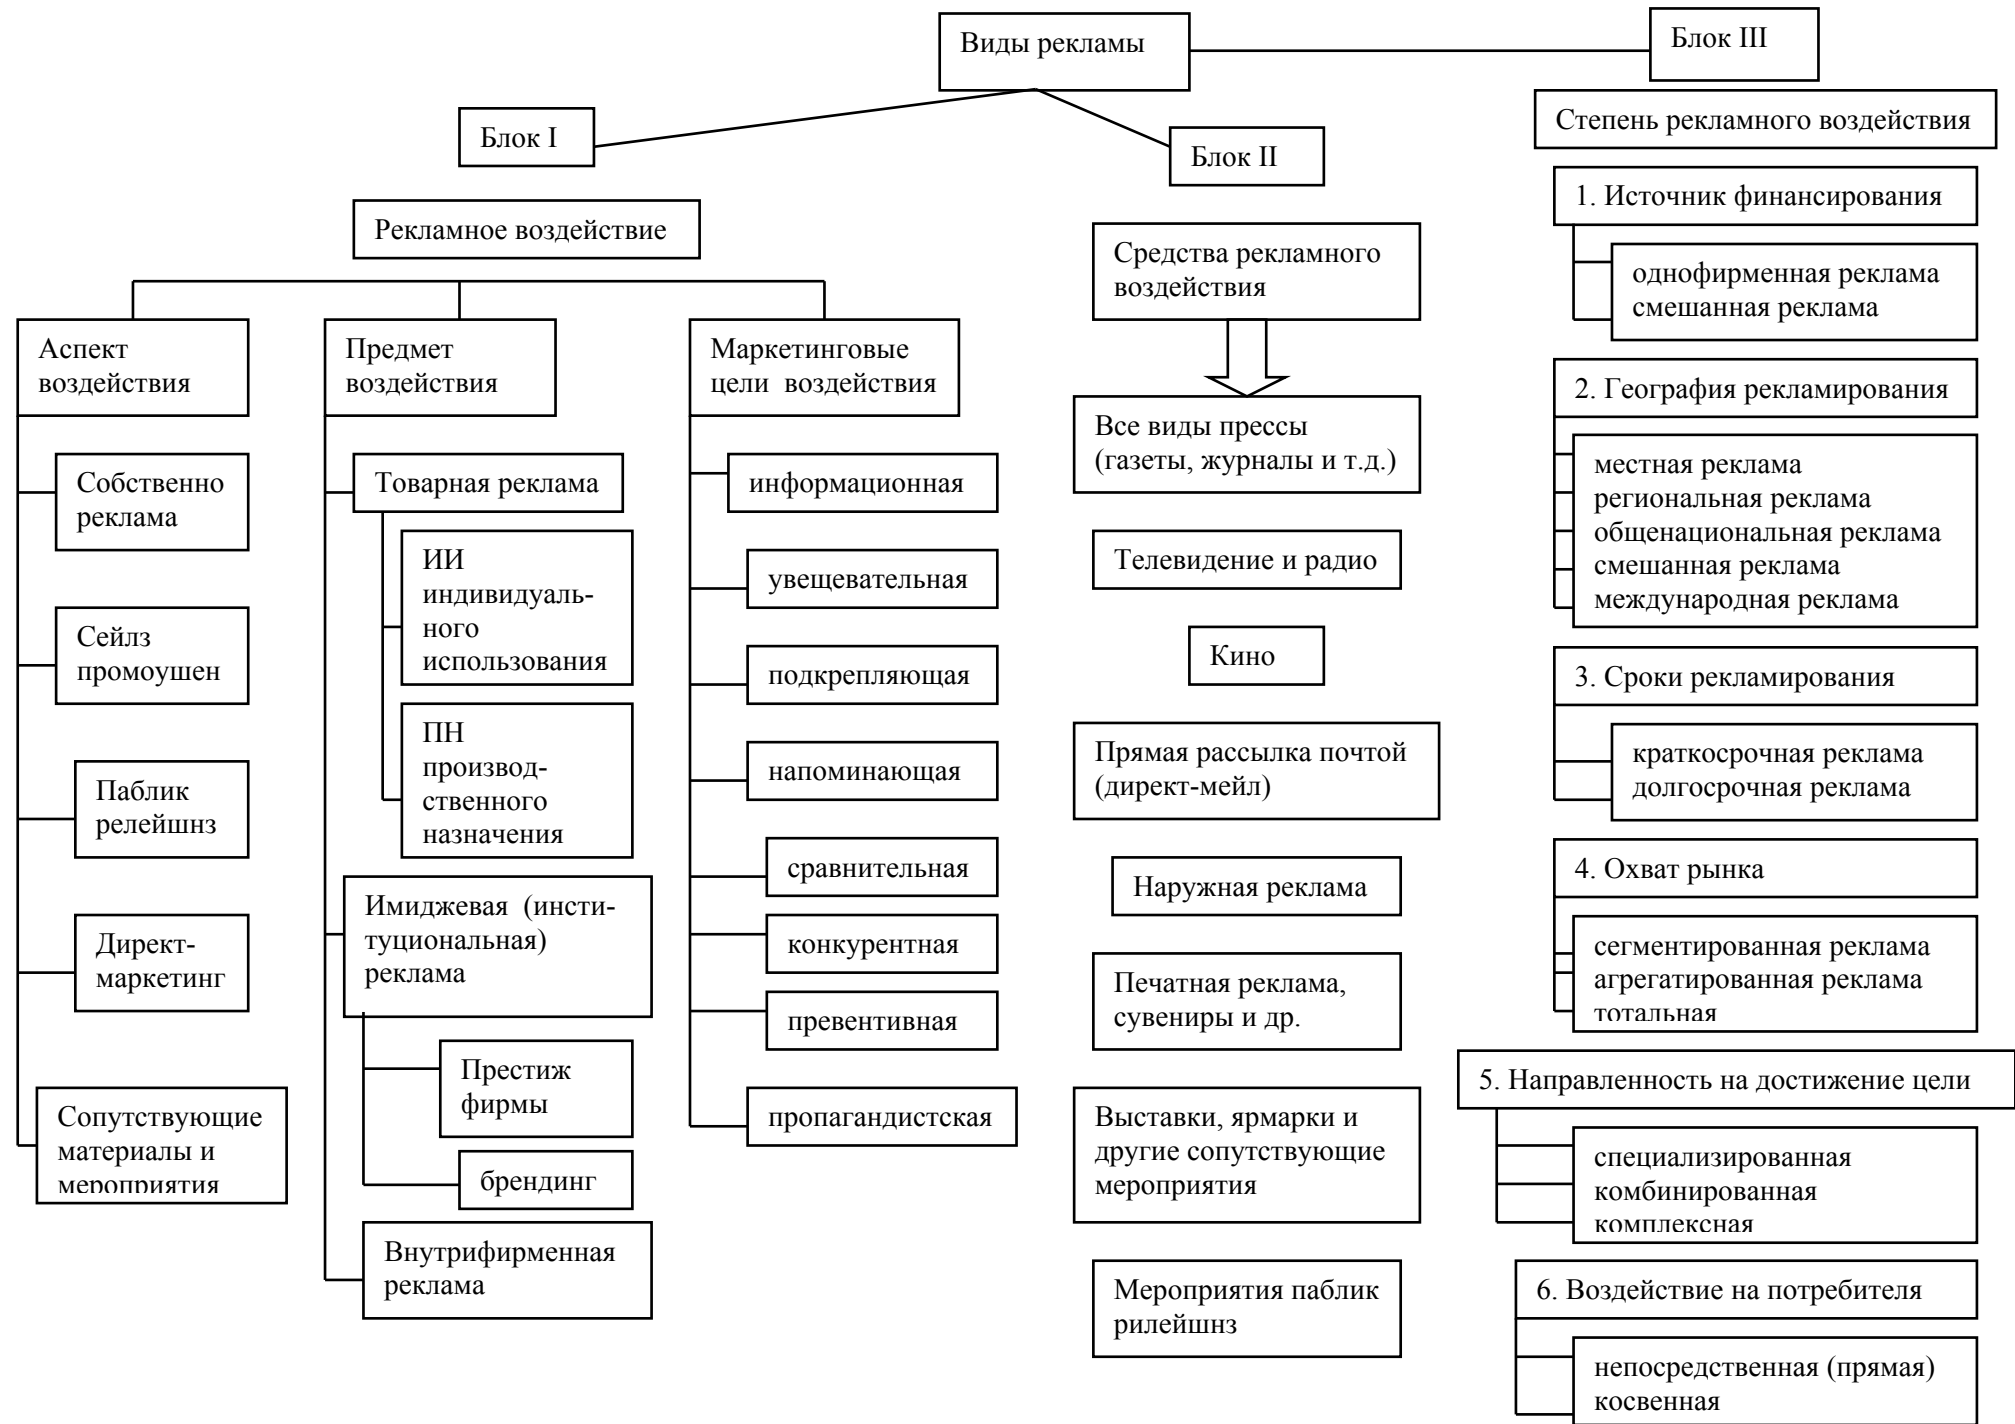 Виды рекламы
Блок I
Рекламное воздействие
Аспект
воздействия
Собственно
реклама
Сейлз
промоушен
Паблик
релейшнз
Директ-
маркетинг
Сопутствующие
материалы и
мероприятия
Предмет
воздействия
Товарная реклама
ИИ
индивидуаль-
ного
использования
ПН
производ-
ственного
назначения
Имиджевая (инсти-
туциональная)
реклама
Престиж
фирмы
брендинг
Внутрифирменная
реклама
Маркетинговые
цели воздействия
информационная
увещевательная
подкрепляющая
напоминающая
сравнительная
конкурентная
превентивная
пропагандистская
Блок II
Средства рекламного
воздействия
Все виды прессы
(газеты, журналы и т.д.)
Телевидение и радио
Кино
Прямая рассылка почтой
(директ-мейл)
Наружная реклама
Печатная реклама,
сувениры и др.
Выставки, ярмарки и
другие сопутствующие
мероприятия
Мероприятия паблик
рилейшнз
Блок III
Степень рекламного воздействия
1. Источник финансирования
однофирменная реклама
смешанная реклама
2. География рекламирования
местная реклама
региональная реклама
общенациональная реклама
смешанная реклама
международная реклама
3. Сроки рекламирования
краткосрочная реклама
долгосрочная реклама
4. Охват рынка
сегментированная реклама
агрегатированная реклама
тотальная
5. Направленность на достижение цели
специализированная
комбинированная
комплексная
6. Воздействие на потребителя
непосредственная (прямая)
косвенная